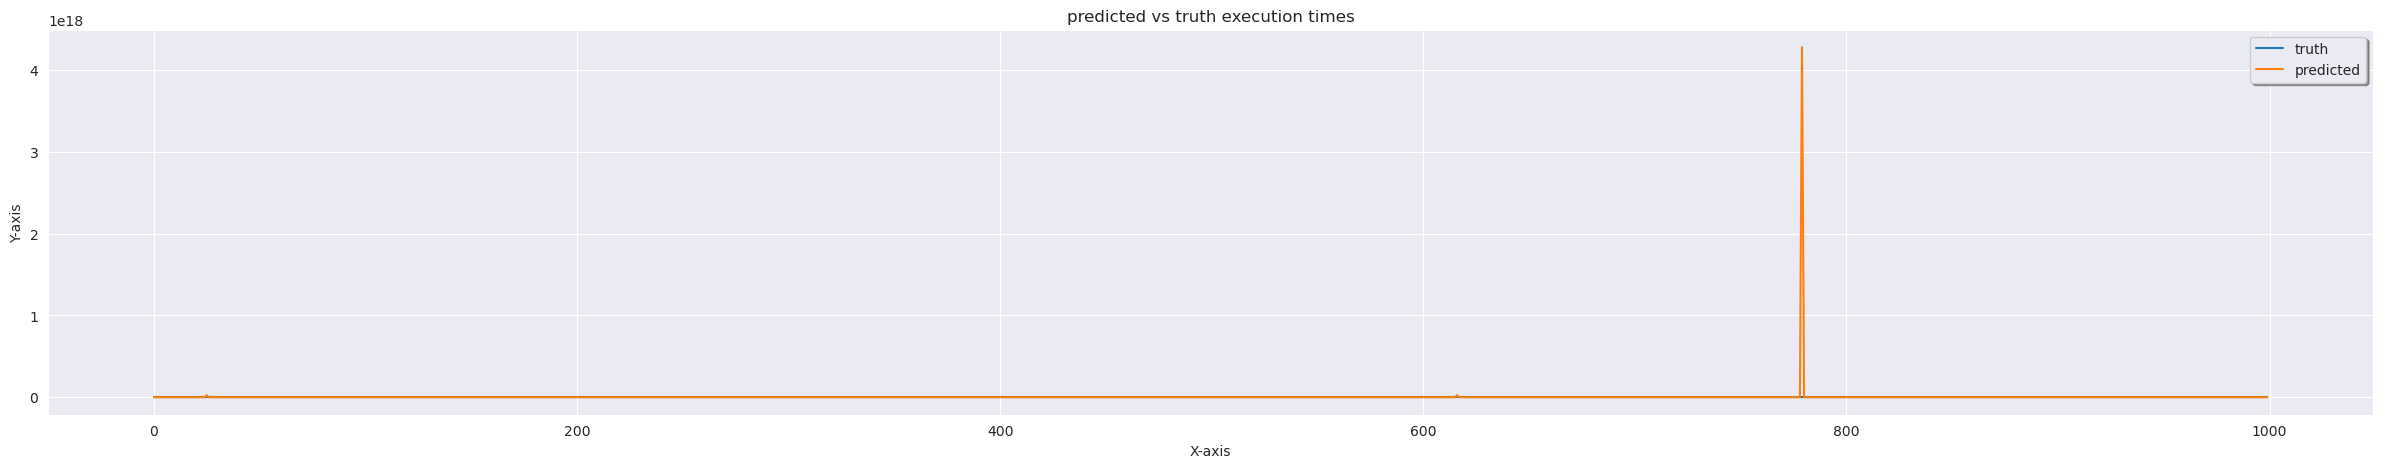 predicted vs truth execution times
1e18
truth
predicted
4
3
2
1
0
Y-axis
0 200 400 600 800 1000
X-axis